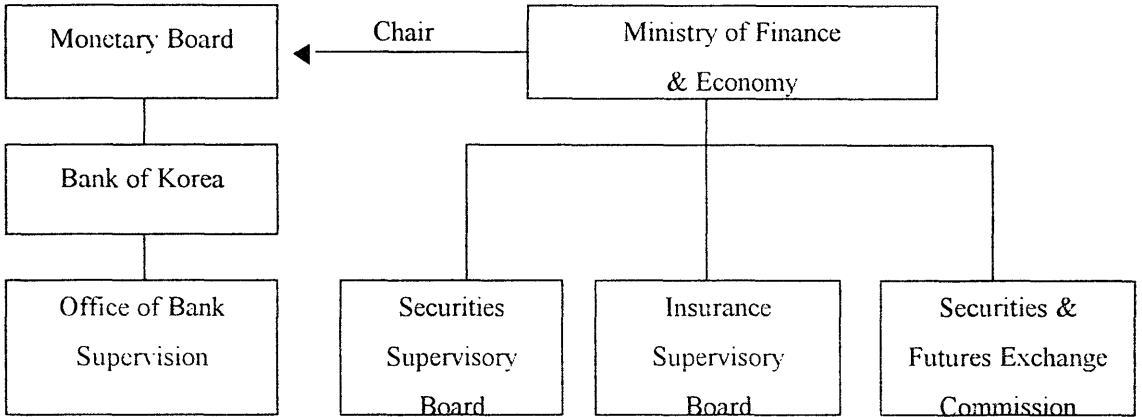 Monetary Board
Chair
Ministry of Finance
& Economy
Bank of Korea
Office of Bank
Supervision
Securities
Supervisory
Board
Insurance
Supervisory
Board
Securities &
Futures Exchange
Commission